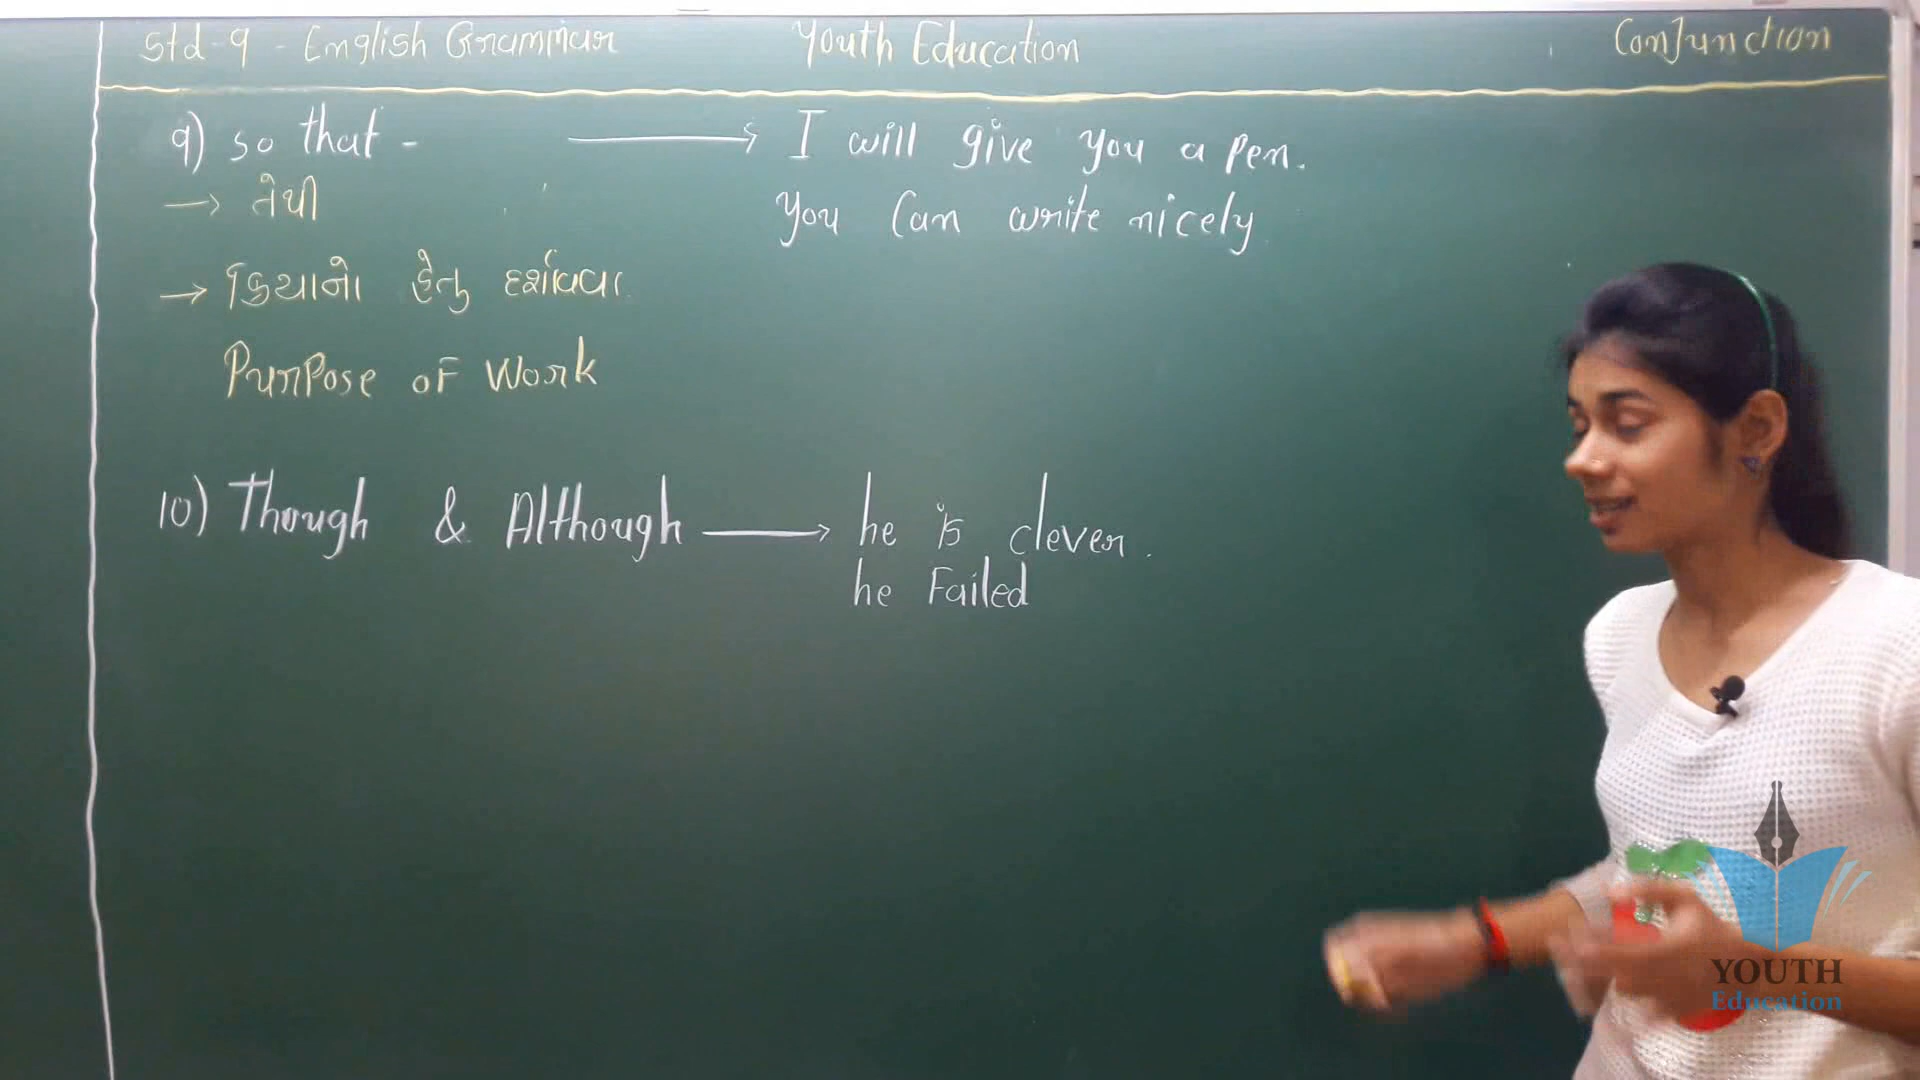 Std-9 - English Grammar Youth Education Conjunction
9) so that - → I will give you a pen.
→ તેથી
You can write nicely
→ ક્રિયાનો હેતુ દર્શાવવા
Purpose of Work
10) Though & Although → he is clever.
he Failed
YOUTH
Education